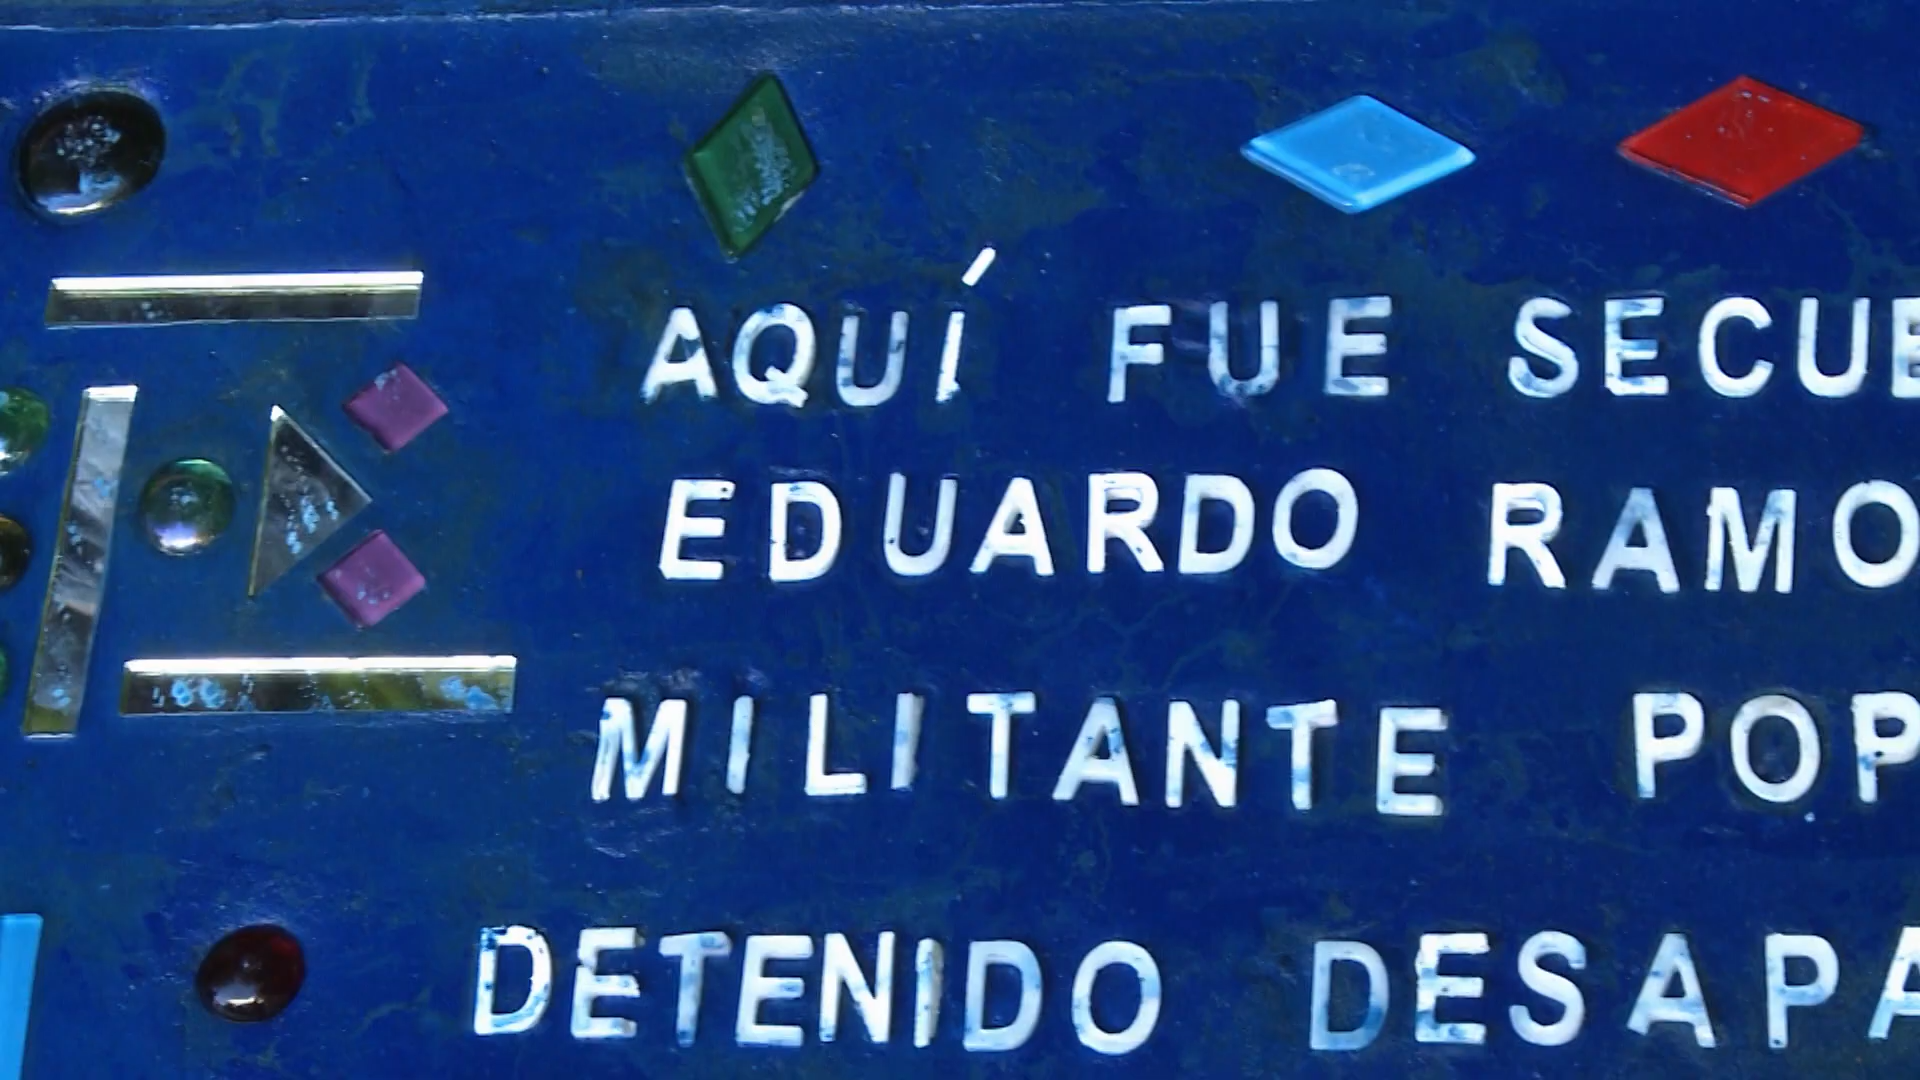 AQUÍ FUE SECUE
EDUARDO RAMO
MILITANTE POP
DETENIDO DESAPA